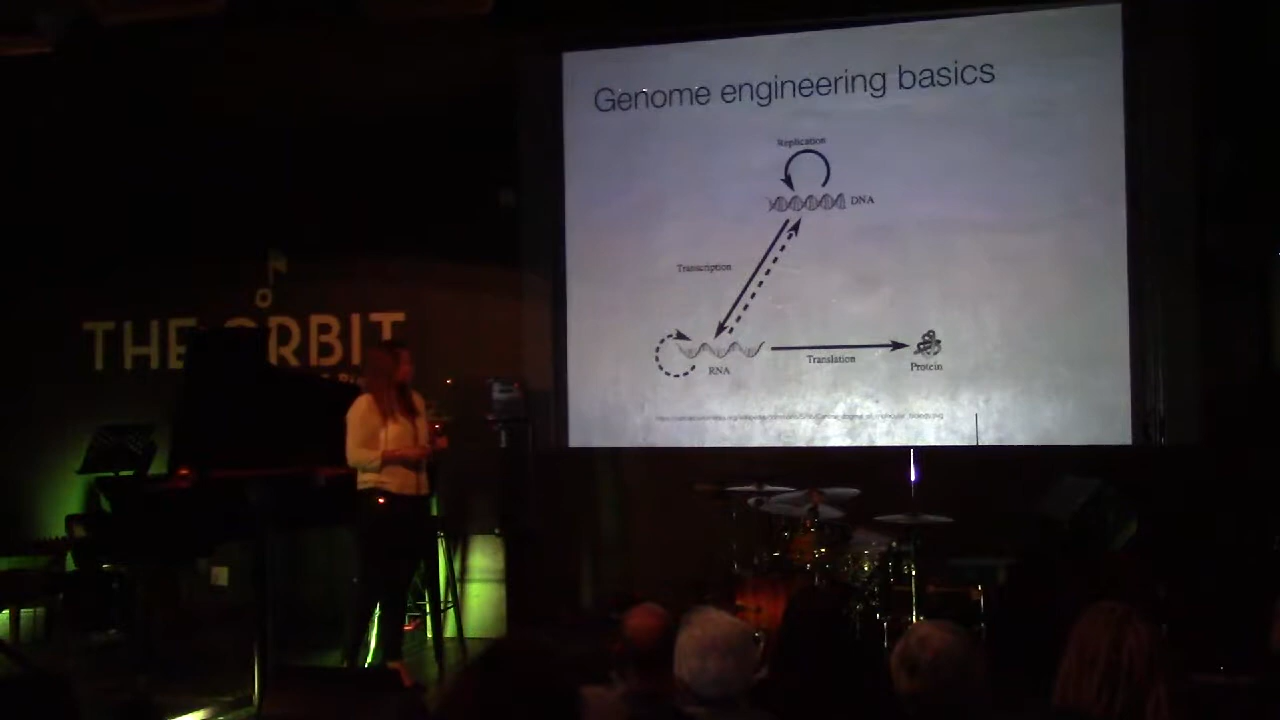 Genome engineering basics
Replication
DNA
Transcription
RNA
Translation
Protein
THE ORBIT